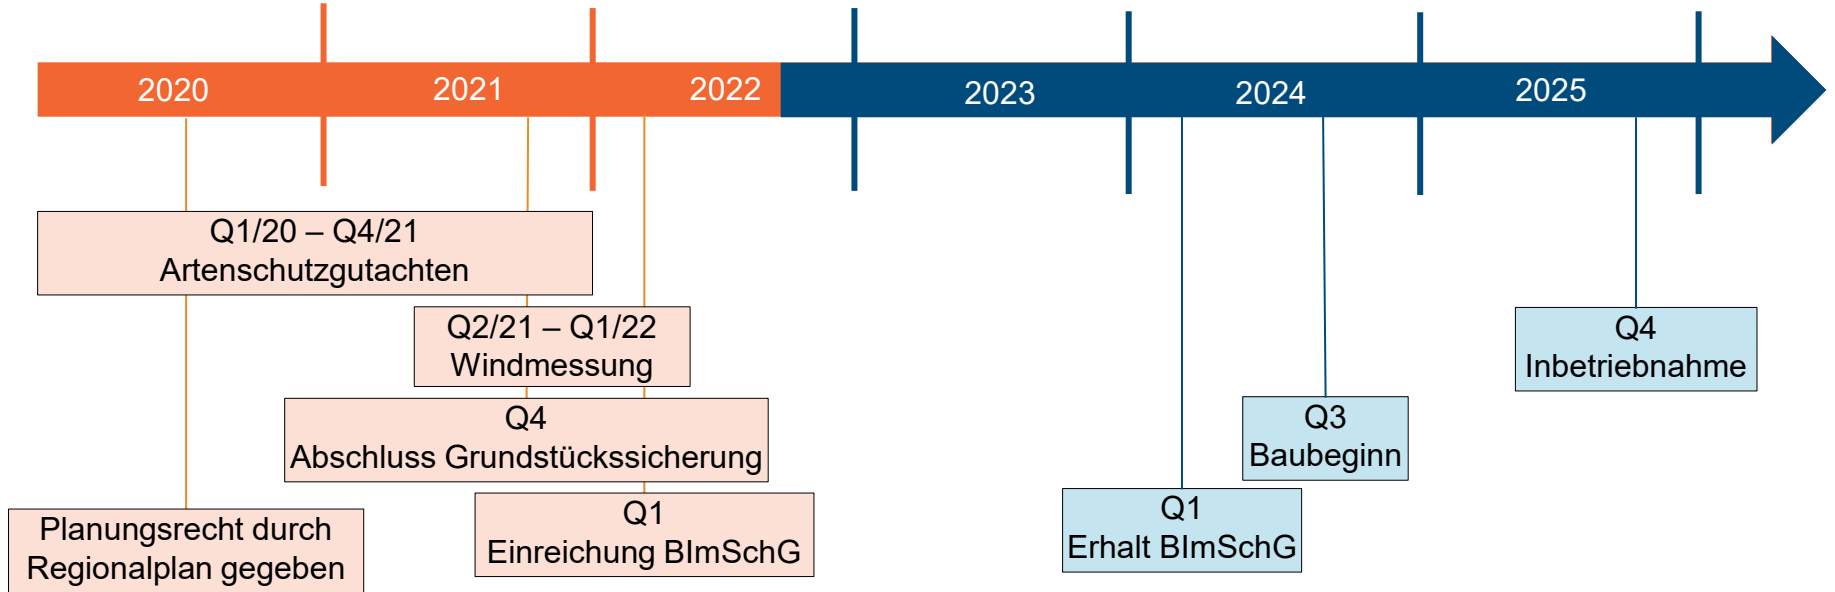 2020
2021
2022
2023
2024
2025
Q1/20 – Q4/21
Artenschutzgutachten
Q2/21 – Q1/22
Windmessung
Q4
Abschluss Grundstückssicherung
Q1
Einreichung BImSchG
Planungsrecht durch
Regionalplan gegeben
Q1
Erhalt BImSchG
Q3
Baubeginn
Q4
Inbetriebnahme